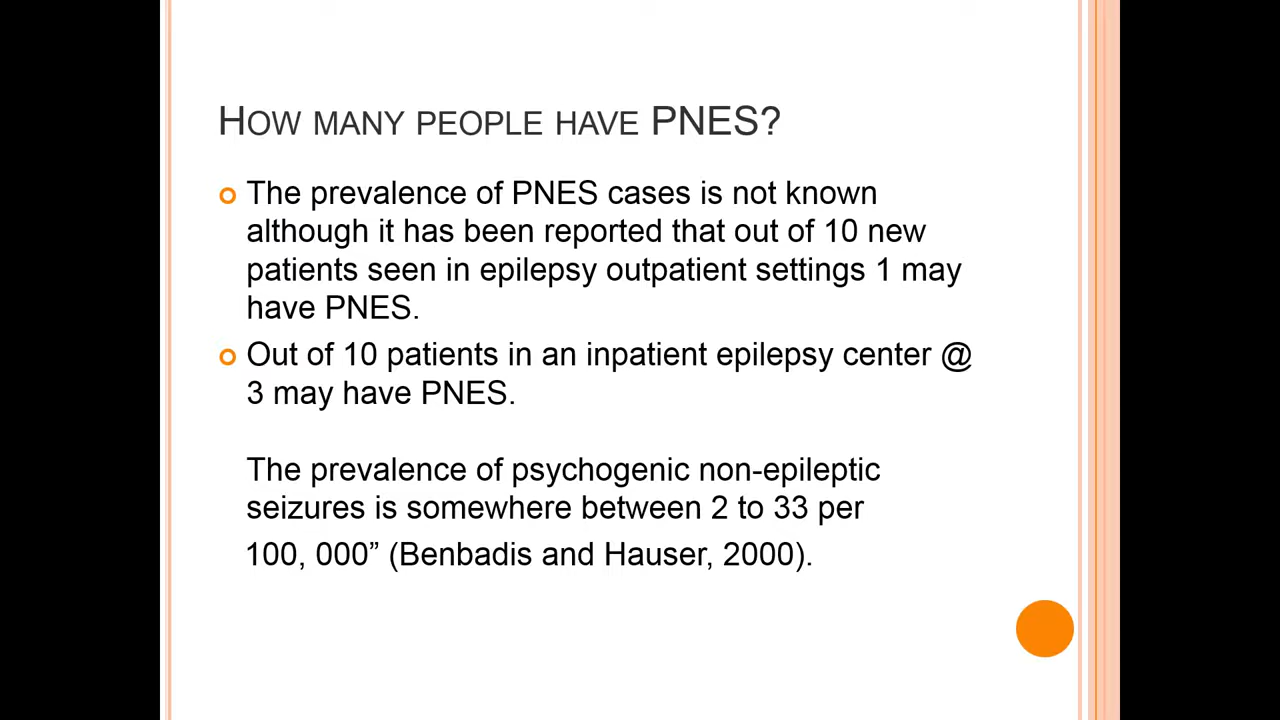 HOW MANY PEOPLE HAVE PNES?
The prevalence of PNES cases is not known
although it has been reported that out of 10 new
patients seen in epilepsy outpatient settings 1 may
have PNES.
Out of 10 patients in an inpatient epilepsy center @
3 may have PNES.
The prevalence of psychogenic non-epileptic
seizures is somewhere between 2 to 33 per
100, 000” (Benbadis and Hauser, 2000).